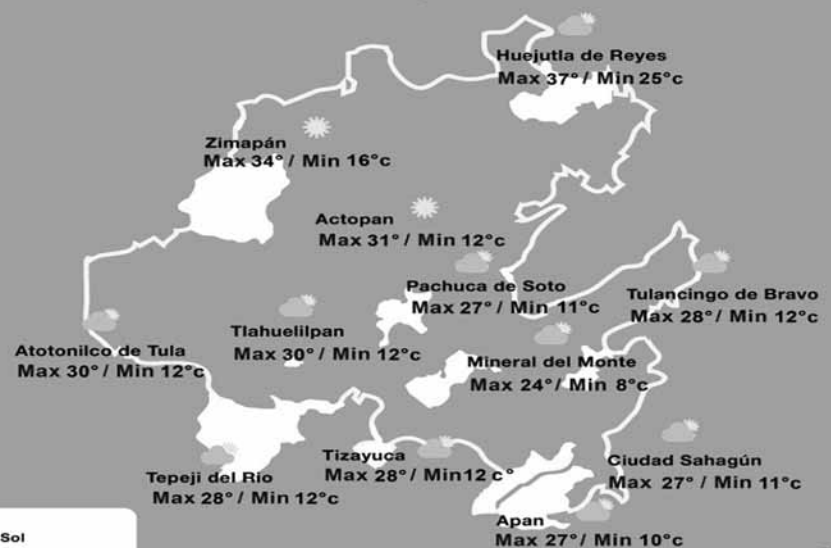 Huejutla de Reyes
Max 37° / Min 25°c
Zimapán
Max 34° / Min 16°c
Actopan
Max 31° / Min 12°c
Pachuca de Soto
Max 27° / Min 11°c
Tulancingo de Bravo
Max 28° / Min 12°c
Tlahuelilpan
Max 30° / Min 12°c
Atotonilco de Tula
Max 30° / Min 12°c
Mineral del Monte
Max 24° / Min 8°c
Tizayuca
Max 28° / Min12 c°
Ciudad Sahagún
Max 27° / Min 11°c
Tepeji del Rio
Max 28° / Min 12°c
Apan
Max 27° / Min 10°c
Sol